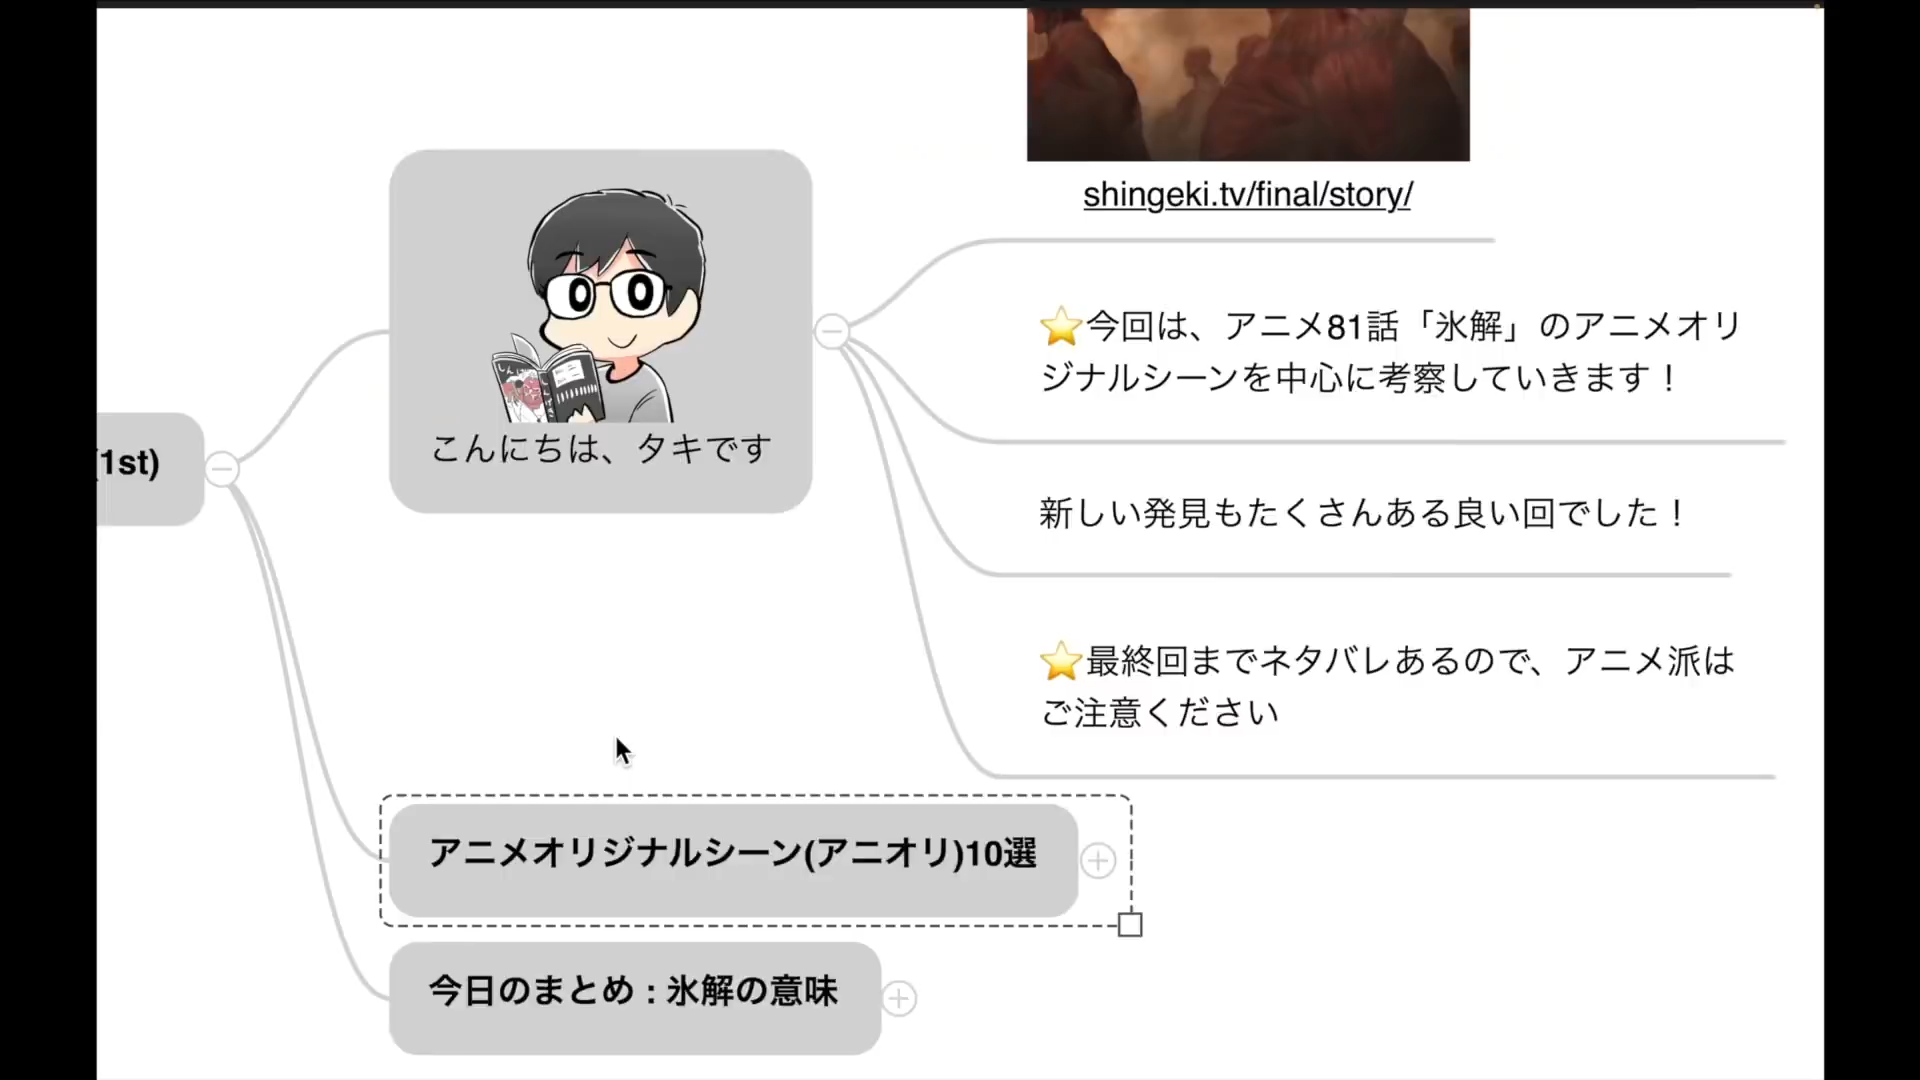 shingeki.tv/final/story/
⭐今回は、アニメ81話「氷解」のアニメオリ
ジナルシーンを中心に考察していきます！
こんにちは、タキです
1st)
新しい発見もたくさんある良い回でした！
⭐最終回までネタバレあるので、アニメ派は
ご注意ください
アニメオリジナルシーン(アニオリ)10選
今日のまとめ : 氷解の意味